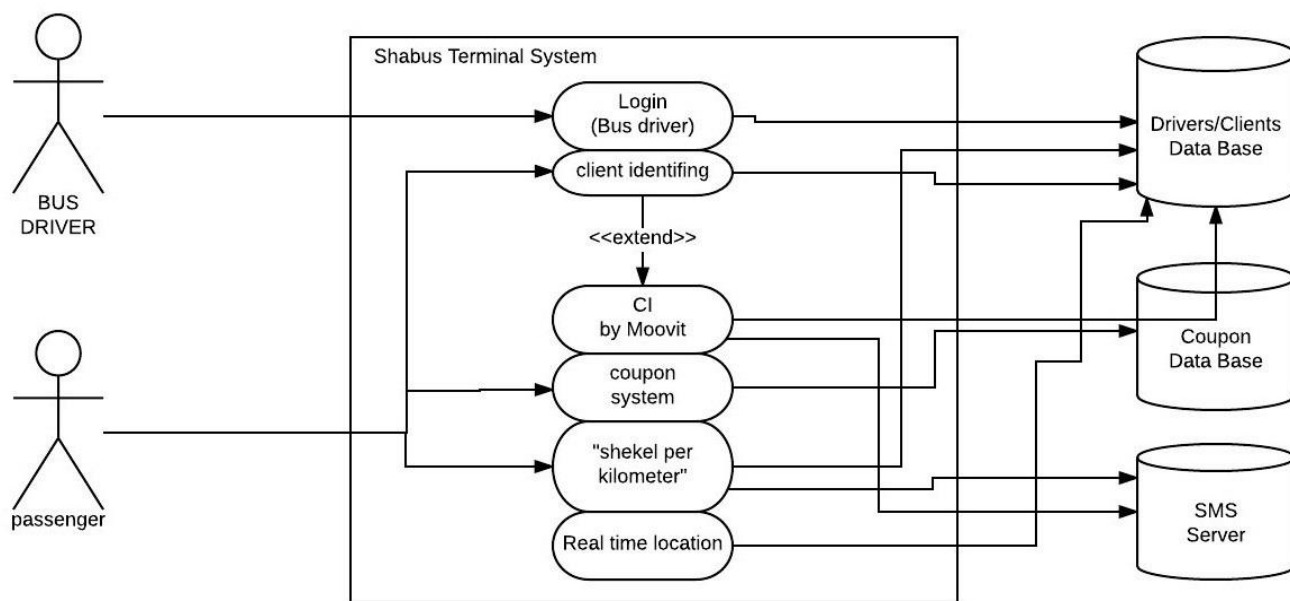 Shabus Terminal System
Login
(Bus driver)
client identifing
<<extend>>
CI
by Moovit
coupon
system
"shekel per
kilometer"
Real time location
BUS
DRIVER
passenger
Drivers/Clients
Data Base
Coupon
Data Base
SMS
Server